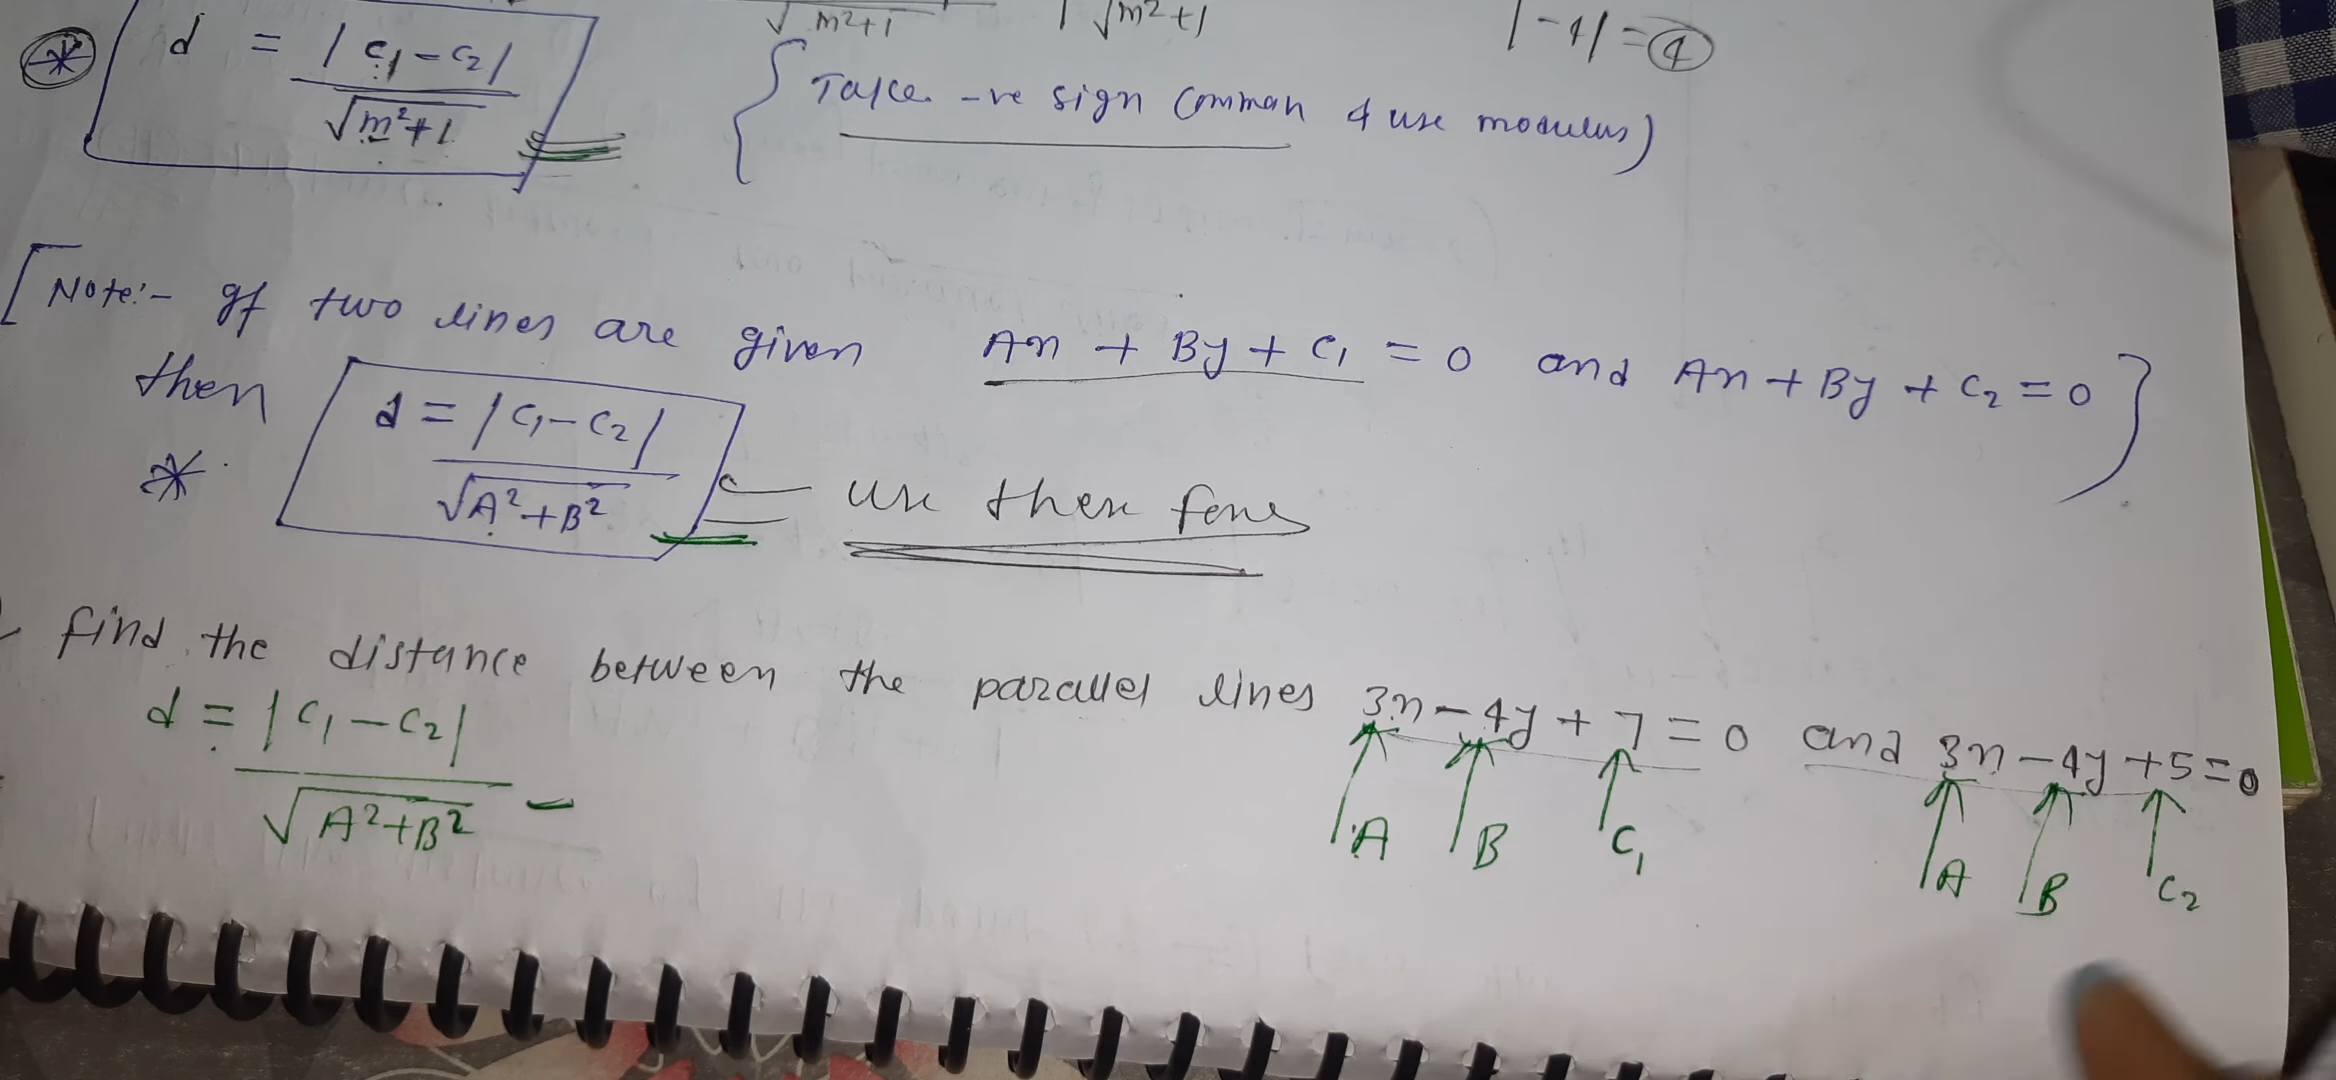 √m²+1 | √m²+1 |-4| = 4
d = |c₁-c₂| / √m²+1
{Take -ve sign Common & use modulus)
[Note:- If two lines are given Ax + By + C₁ = 0 and Ax + By + C₂ = 0}
then d = |C₁-C₂| / √A²+B² use these
Find the distance between the parallel lines 3x-4y+7=0 and 3x-4y+5=0
d = |C₁-C₂| / √A²+B² -
A B C₁ A B C₂